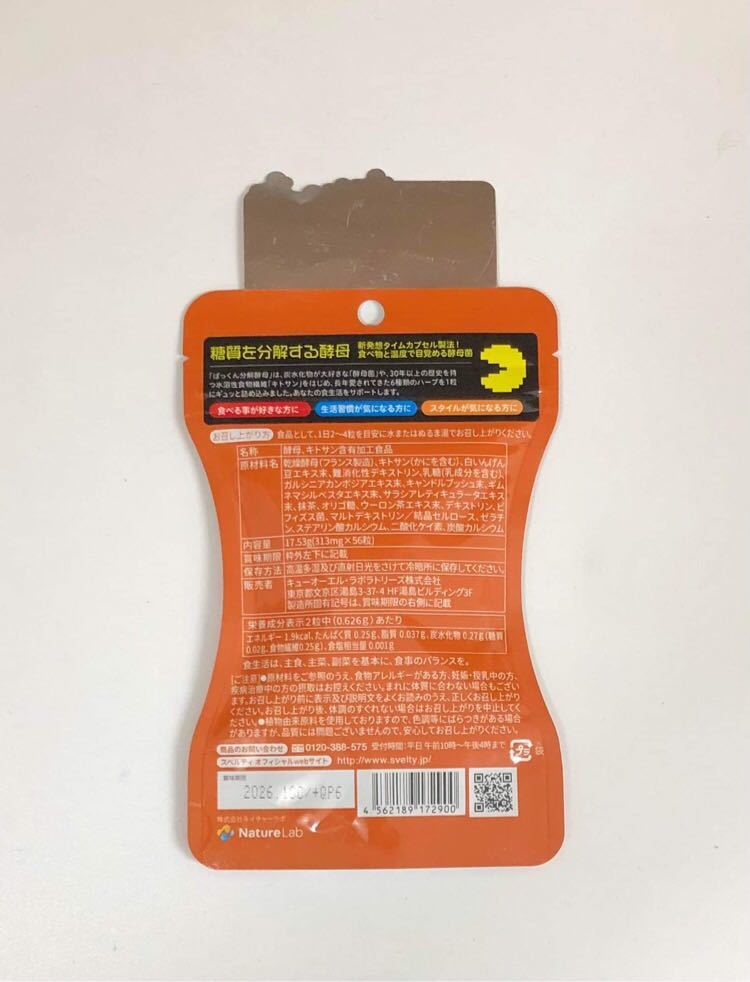 糖質を分解する酵母
新発想タイムカプセル製法!
食べ物と温度で目覚める酵母菌
「ぱっくん分解酵母」は、炭水化物が大好きな「酵母菌」や、30年以上の歴史を持
つ水溶性食物繊維「キトサン」をはじめ、長年愛されてきた6種類のハーブを1粒
にギュッと詰め込みました。あなたの食生活をサポートします。
食べる事が好きな方に 生活習慣が気になる方に スタイルが気になる方に
お召し上がり方 食品として、1日2~4粒を目安に水またはぬるま湯でお召し上がりください。
名称 酵母、キトサン含有加工食品
原材料名 乾燥酵母(フランス製造)、キトサン(かにを含む)、白いんげん
豆エキス末、難消化性デキストリン、乳糖(乳成分を含む)、
ガルシニアカンボジアエキス末、キャンドルブッシュ末、ギム
ネマシルベスタエキス末、サラシアレティキュラータエキス
末、抹茶、オリゴ糖、ウーロン茶エキス末、デキストリン、ビ
フィズス菌、マルトデキストリン/結晶セルロース、ゼラチ
ン、ステアリン酸カルシウム、二酸化ケイ素、炭酸カルシウム
内容量 17.53g(313mg×56粒)
賞味期限 枠外左下に記載
保存方法 高温多湿及び直射日光をさけて冷暗所に保存してください。
販売者 キューオーエル・ラボラトリーズ株式会社
東京都文京区湯島3-37-4 HF湯島ビルディング3F
製造所固有記号は、賞味期限の右側に記載
栄養成分表示 2粒中(0.626g)あたり
エネルギー 1.9kcal、たんぱく質 0.25g、脂質 0.037g、炭水化物 0.27g(糖質
0.02g、食物繊維0.25g)、食塩相当量 0.001g
食生活は、主食、主菜、副菜を基本に、食事のバランスを。
[ご注意]●原材料をご参照のうえ、食物アレルギーがある方、妊娠・授乳中の方、
疾病治療中の方の摂取はお控えください。まれに体質に合わない場合もござい
ます。お召し上がり前に表示及び説明文をよくお読みのうえ、正しくお召し上がり
ください。お召し上がり後、体調のすぐれない場合はお召し上がりを中止してく
ださい。●植物由来原料を使用しておりますので、色調等にばらつきがある場合
がありますが、品質には問題ございませんので、安心してお召し上がりください。
商品のお問い合わせ 0120-388-575 受付時間:平日 午前10時~午後4時まで プラ 袋
スベルティ オフィシャルwebサイト http://www.svelty.jp/
賞味期限
2026. /+QP6
4 562189 172900
株式会社ネイチャーラボ
NatureLab